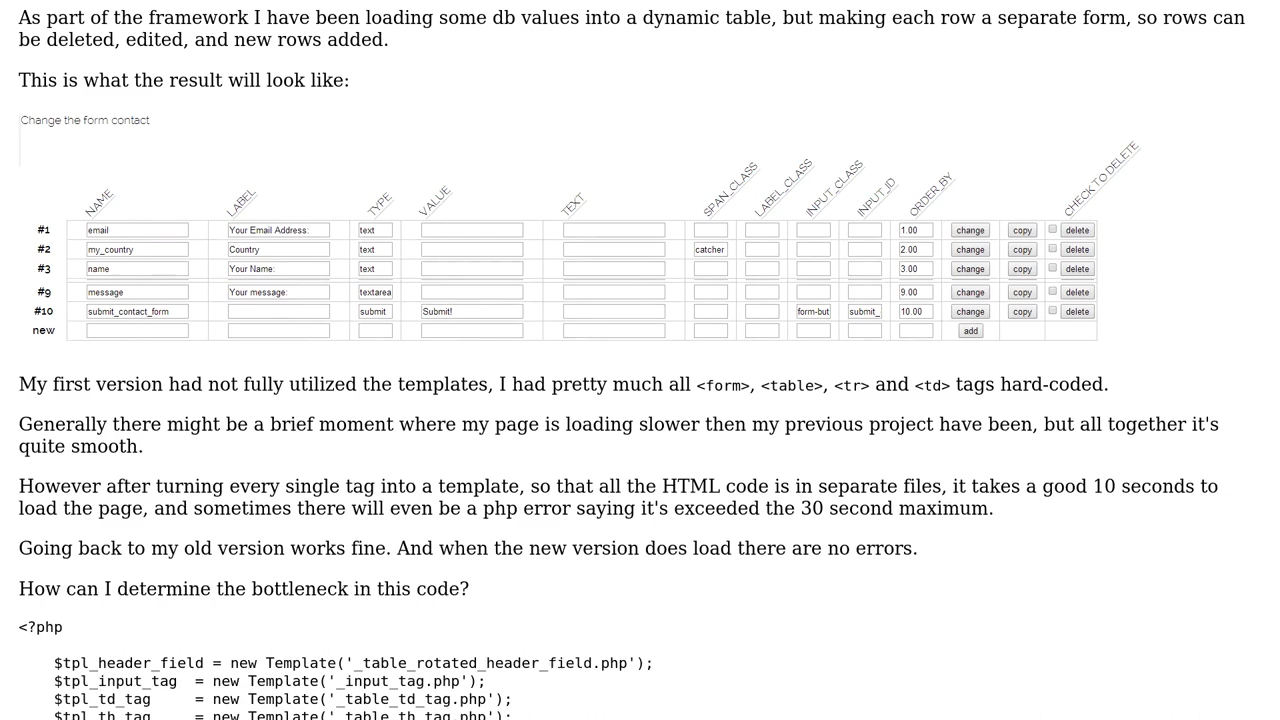 As part of the framework I have been loading some db values into a dynamic table, but making each row a separate form, so rows can
be deleted, edited, and new rows added.
This is what the result will look like:
Change the form contact
NAME LABEL TYPE VALUE TEXT SPAN_CLASS LABEL_CLASS INPUT_CLASS INPUT_ID ORDER_BY CHECK TO DELETE
#1 email Your Email Address: text 1.00 change copy delete
#2 my_country Country text catcher 2.00 change copy delete
#3 name Your Name: text 3.00 change copy delete
#9 message Your message: textarea 9.00 change copy delete
#10 submit_contact_form submit Submit! form-but submit_ 10.00 change copy delete
new add
My first version had not fully utilized the templates, I had pretty much all <form>, <table>, <tr> and <td> tags hard-coded.
Generally there might be a brief moment where my page is loading slower then my previous project have been, but all together it's
quite smooth.
However after turning every single tag into a template, so that all the HTML code is in separate files, it takes a good 10 seconds to
load the page, and sometimes there will even be a php error saying it's exceeded the 30 second maximum.
Going back to my old version works fine. And when the new version does load there are no errors.
How can I determine the bottleneck in this code?
<?php
$tpl_header_field = new Template('_table_rotated_header_field.php');
$tpl_input_tag = new Template('_input_tag.php');
$tpl_td_tag = new Template('_table_td_tag.php');
$tpl_th_tag = new Template('_table_th_tag.php');